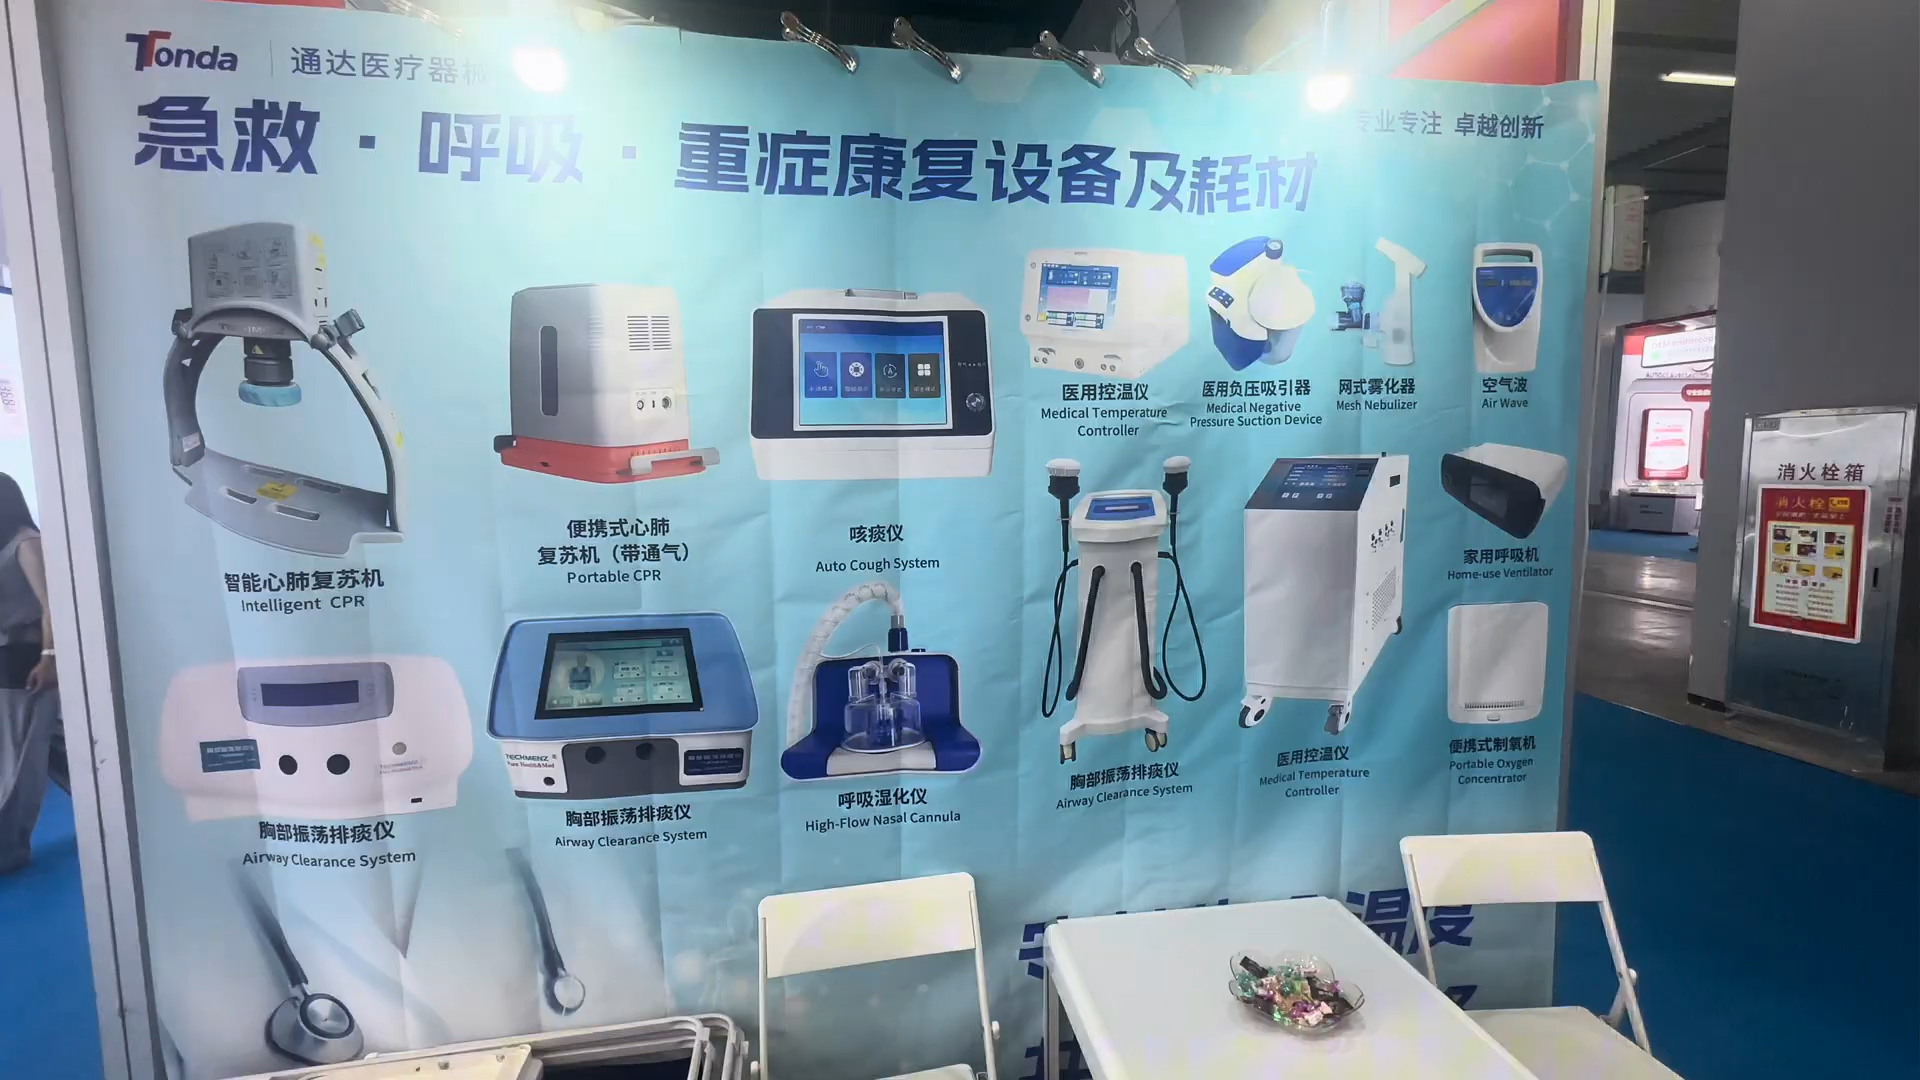 Tonda
通达医疗器械
急救·呼吸·重症康复设备及耗材
专业专注 卓越创新
智能心肺复苏机
Intelligent CPR
便携式心肺
复苏机（带通气）
Portable CPR
咳痰仪
Auto Cough System
医用控温仪
Medical Temperature
Controller
医用负压吸引器
Medical Negative
Pressure Suction Device
网式雾化器
Mesh Nebulizer
空气波
Air Wave
家用呼吸机
Home-use Ventilator
胸部振荡排痰仪
Airway Clearance System
TECHMENZ
胸部振荡排痰仪
Airway Clearance System
呼吸湿化仪
High-Flow Nasal Cannula
胸部振荡排痰仪
Airway Clearance System
医用控温仪
Medical Temperature
Controller
便携式制氧机
Portable Oxygen
Concentrator
温度
消火栓箱
消火栓